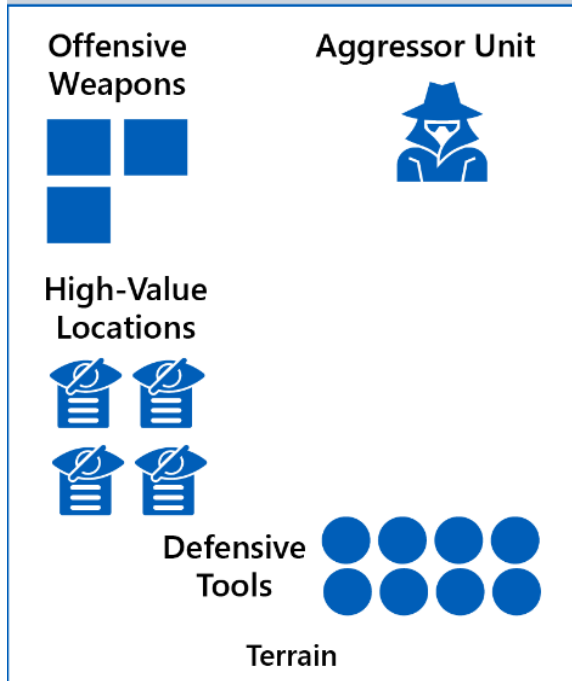 Offensive
Weapons
Aggressor Unit
High-Value
Locations
Defensive
Tools
Terrain